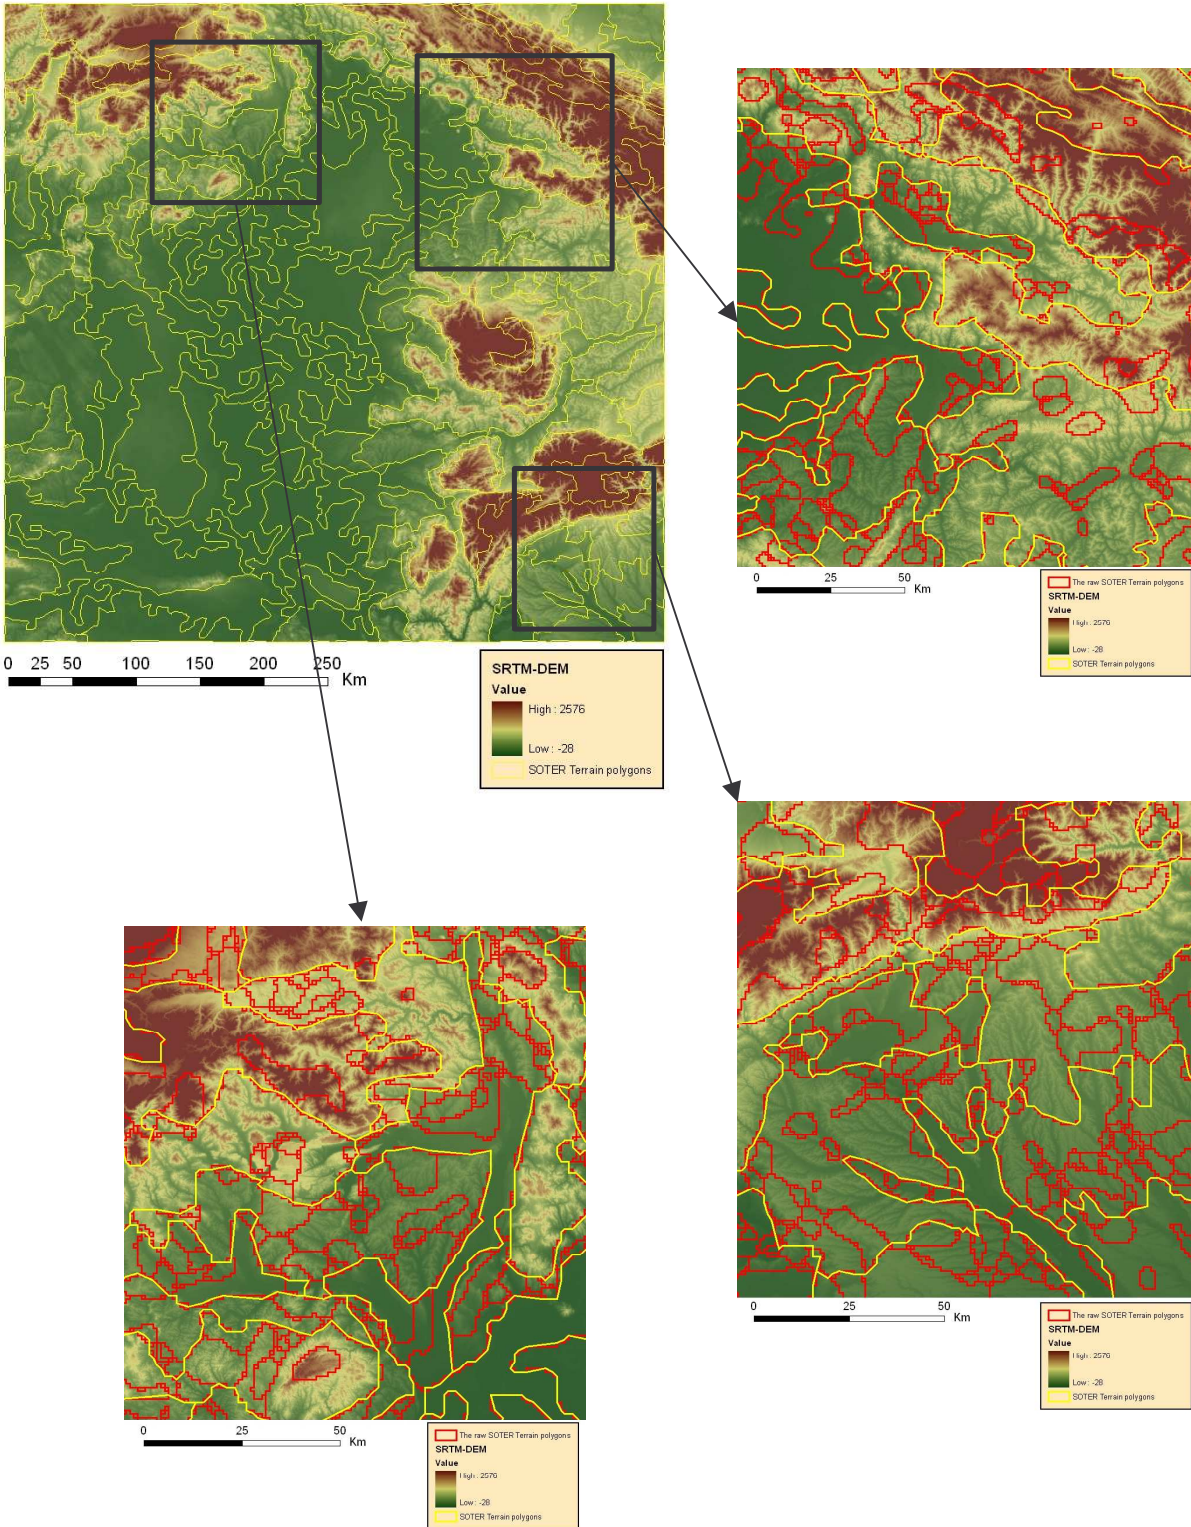 0 25 50 100 150 200 250 Km
SRTM-DEM
Value
High : 2576
Low : -28
SOTER Terrain polygons
0 25 50 Km
The raw SOTER Terrain polygons
SRTM-DEM
Value
High : 2576
Low : -28
SOTER Terrain polygons
0 25 50 Km
The raw SOTER Terrain polygons
SRTM-DEM
Value
High : 2576
Low : -28
SOTER Terrain polygons
0 25 50 Km
The raw SOTER Terrain polygons
SRTM-DEM
Value
High : 2576
Low : -28
SOTER Terrain polygons